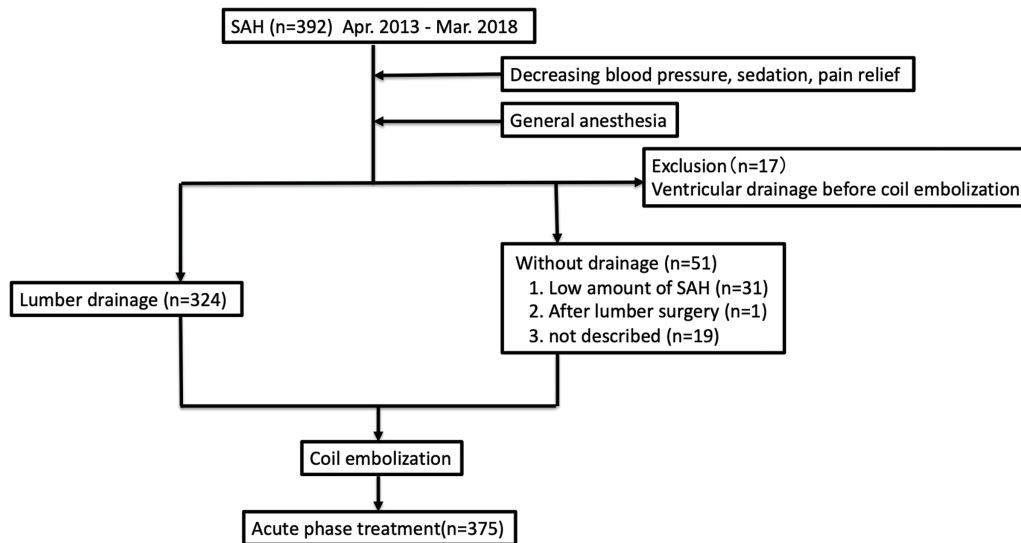 SAH (n=392)  Apr. 2013 - Mar. 2018
Decreasing blood pressure, sedation, pain relief
General anesthesia
Exclusion（n=17）
Ventricular drainage before coil embolization
Without drainage (n=51)
1. Low amount of SAH (n=31)
2. After lumber surgery (n=1)
3. not described (n=19)
Lumber drainage (n=324)
Coil embolization
Acute phase treatment(n=375)